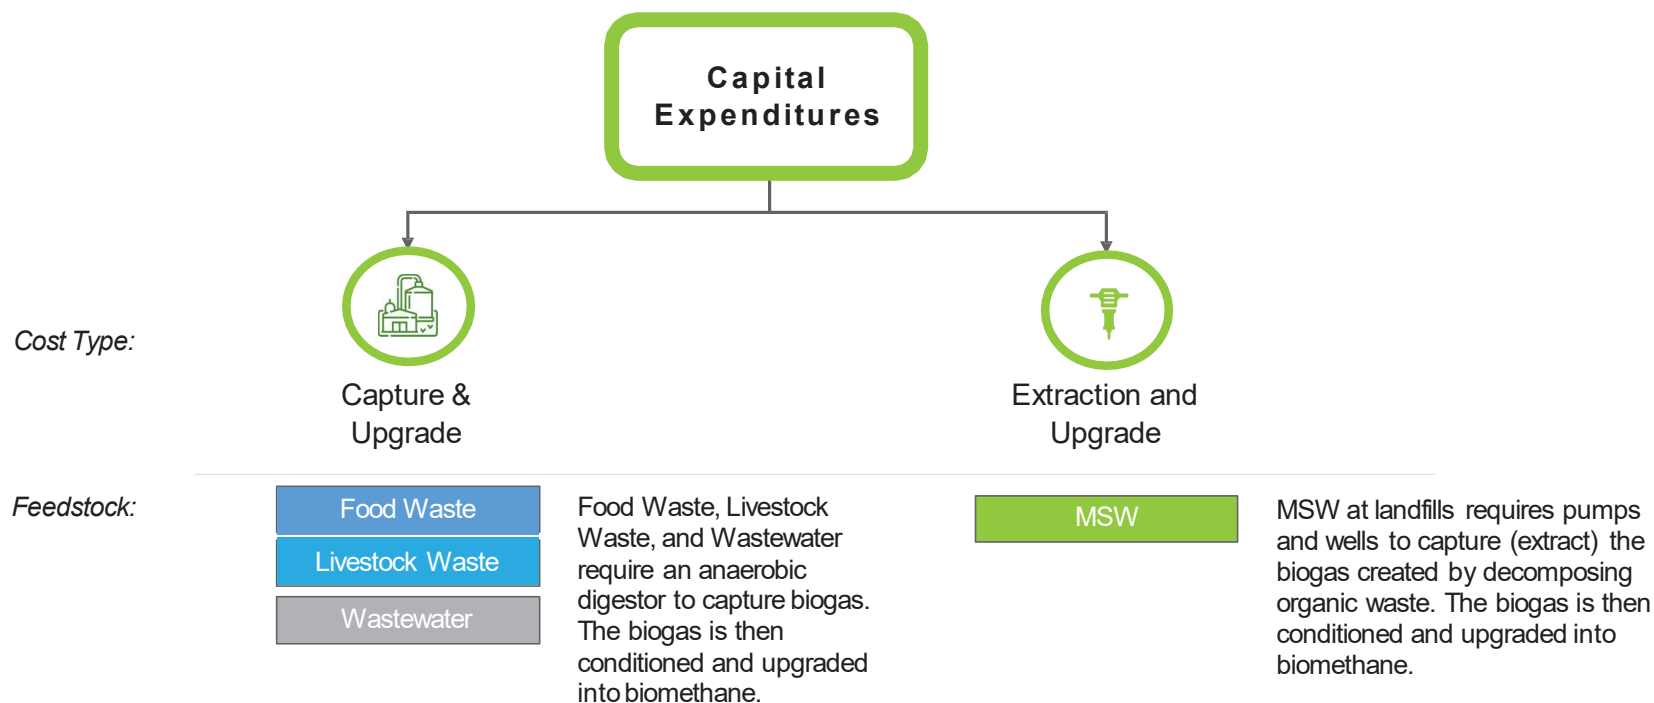 Capital
Expenditures
Cost Type:
Capture &
Upgrade
Extraction and
Upgrade
Feedstock:
Food Waste
Livestock Waste
Wastewater
Food Waste, Livestock
Waste, and Wastewater
require an anaerobic
digestor to capture biogas.
The biogas is then
conditioned and upgraded
into biomethane.
MSW
MSW at landfills requires pumps
and wells to capture (extract) the
biogas created by decomposing
organic waste. The biogas is then
conditioned and upgraded into
biomethane.